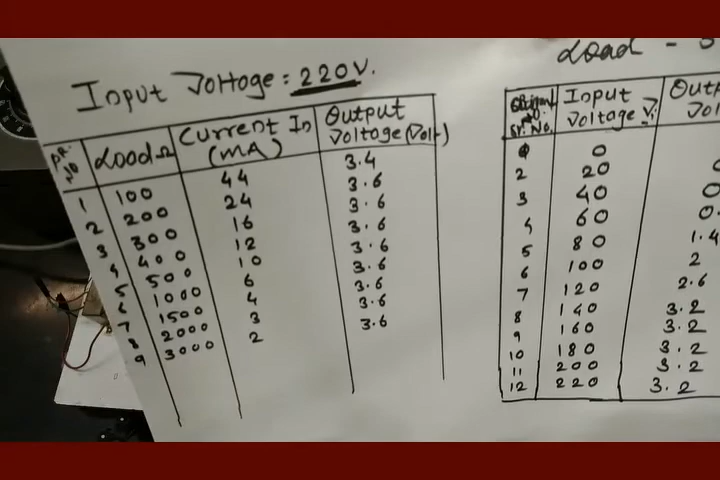 Input Voltage = 220V.
SR. NO Load Ω Current In (mA) Output Voltage (Volt)
1 100 44 3.4
2 200 24 3.6
3 300 16 3.6
4 400 12 3.6
5 500 10 3.6
6 1000 6 3.6
7 1500 4 3.6
8 2000 3 3.6
9 3000 2 3.6
Load -
Sr. No. Input Voltage V. Outp Vol
0
2 20
3 40 0
4 60 0.
5 80 1.4
6 100 2
7 120 2.6
8 140 3.2
9 160 3.2
10 180 3.2
11 200 3.2
12 220 3.2